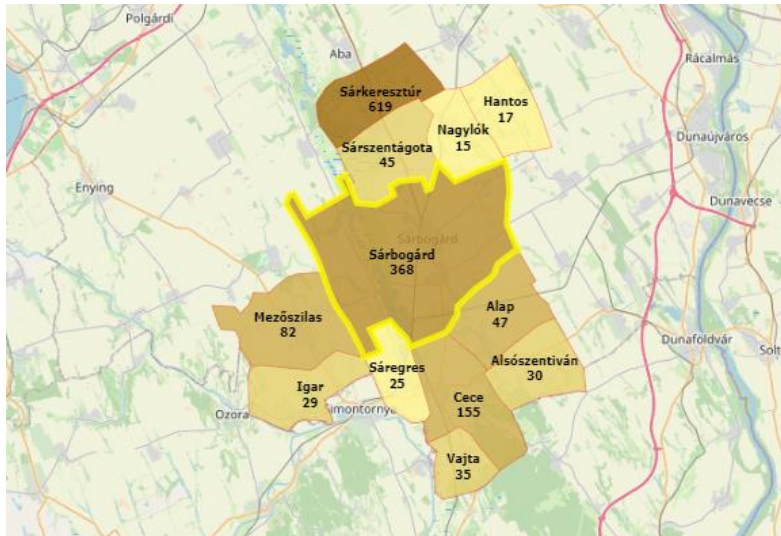 Polgárdi
Aba
Rácalmás
Sárkeresztúr
619
Hantos
17
Nagylók
15
Dunaújváros
Sárszentágota
45
Enying
Dunavecse
Sárbogárd
Sárbogárd
368
Mezőszilas
82
Alap
47
Dunaföldvár
Solt
Alsószentiván
30
Sáregres
25
Igar
29
Cece
155
Ozora
Simontornya
Vajta
35